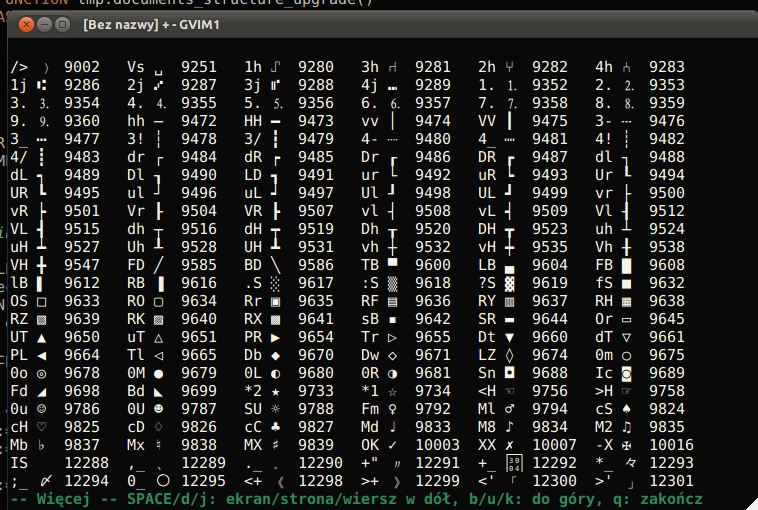 UNCTION tmp.documents_structure_upgrade()
[Bez nazwy] + - GVIM1
/> 〉 9002 Vs ␣ 9251 1h ⑀ 9280 3h ⑁ 9281 2h ⑂ 9282 4h ⑃ 9283
1j ⑆ 9286 2j ⑇ 9287 3j ⑈ 9288 4j ⑉ 9289 1. ⒈ 9352 2. ⒉ 9353
3. ⒊ 9354 4. ⒋ 9355 5. ⒌ 9356 6. ⒍ 9357 7. ⒎ 9358 8. ⒏ 9359
9. ⒐ 9360 hh ─ 9472 HH ━ 9473 vv │ 9474 VV ┃ 9475 3- ┄ 9476
3_ ┅ 9477 3! ┆ 9478 3/ ┇ 9479 4- ┈ 9480 4_ ┉ 9481 4! ┊ 9482
4/ ┋ 9483 dr ┌ 9484 dR ┍ 9485 Dr ┎ 9486 DR ┏ 9487 dl ┐ 9488
dL ┑ 9489 Dl ┒ 9490 LD ┓ 9491 ur └ 9492 uR ┕ 9493 Ur ┖ 9494
UR ┗ 9495 ul ┘ 9496 uL ┙ 9497 Ul ┚ 9498 UL ┛ 9499 vr ├ 9500
vR ┝ 9501 Vr ┠ 9504 VR ┣ 9507 vl ┤ 9508 vL ┥ 9509 Vl ┨ 9512
VL ┫ 9515 dh ┬ 9516 dH ┯ 9519 Dh ┰ 9520 DH ┳ 9523 uh ┴ 9524
uH ┷ 9527 Uh ┸ 9528 UH ┻ 9531 vh ┼ 9532 vH ┿ 9535 Vh ╂ 9538
VH ╋ 9547 FD ╱ 9585 BD ╲ 9586 TB ▀ 9600 LB ▄ 9604 FB █ 9608
lB ▌ 9612 RB ▐ 9616 .S ░ 9617 :S ▒ 9618 ?S ▓ 9619 fS ■ 9632
OS □ 9633 RO ▢ 9634 Rr ▣ 9635 RF ▤ 9636 RY ▥ 9637 RH ▦ 9638
RZ ▧ 9639 RK ▨ 9640 RX ▩ 9641 sB ▪ 9642 SR ▬ 9644 Or ▭ 9645
UT ▲ 9650 uT △ 9651 PR ▶ 9654 Tr ▷ 9655 Dt ▼ 9660 dT ▽ 9661
PL ◀ 9664 Tl ◁ 9665 Db ◆ 9670 Dw ◇ 9671 LZ ◊ 9674 0m ○ 9675
0o ◎ 9678 0M ● 9679 0L ◐ 9680 0R ◑ 9681 Sn ◘ 9688 Ic ◙ 9689
Fd ◢ 9698 Bd ◣ 9699 *2 ★ 9733 *1 ☆ 9734 <H ☜ 9756 >H ☞ 9758
0u ☺ 9786 0U ☻ 9787 SU ☼ 9788 Fm ♀ 9792 Ml ♂ 9794 cS ♠ 9824
cH ♡ 9825 cD ♢ 9826 cC ♣ 9827 Md ♩ 9833 M8 ♪ 9834 M2 ♫ 9835
Mb ♭ 9837 Mx ♮ 9838 MX ♯ 9839 OK ✓ 10003 XX ✗ 10007 -X ✠ 10016
IS 12288 ,_ 、 12289 ._ 。 12290 +" 〃 12291 +_ 〄 12292 *_ 々 12293
;_ 〆 12294 0_ 〇 12295 <+ 《 12298 >+ 》 12299 <' 「 12300 >' 」 12301
-- Więcej -- SPACE/d/j: ekran/strona/wiersz w dół, b/u/k: do góry, q: zakończ